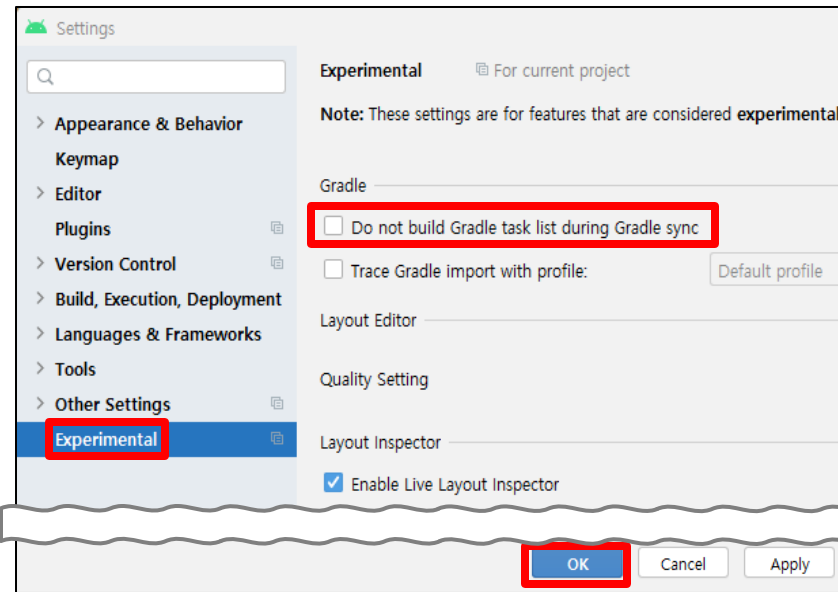 Settings
Appearance & Behavior
Keymap
Editor
Plugins
Version Control
Build, Execution, Deployment
Languages & Frameworks
Tools
Other Settings
Experimental
Experimental For current project
Note: These settings are for features that are considered experimental
Gradle
Do not build Gradle task list during Gradle sync
Trace Gradle import with profile: Default profile
Layout Editor
Quality Setting
Layout Inspector
Enable Live Layout Inspector
OK Cancel Apply